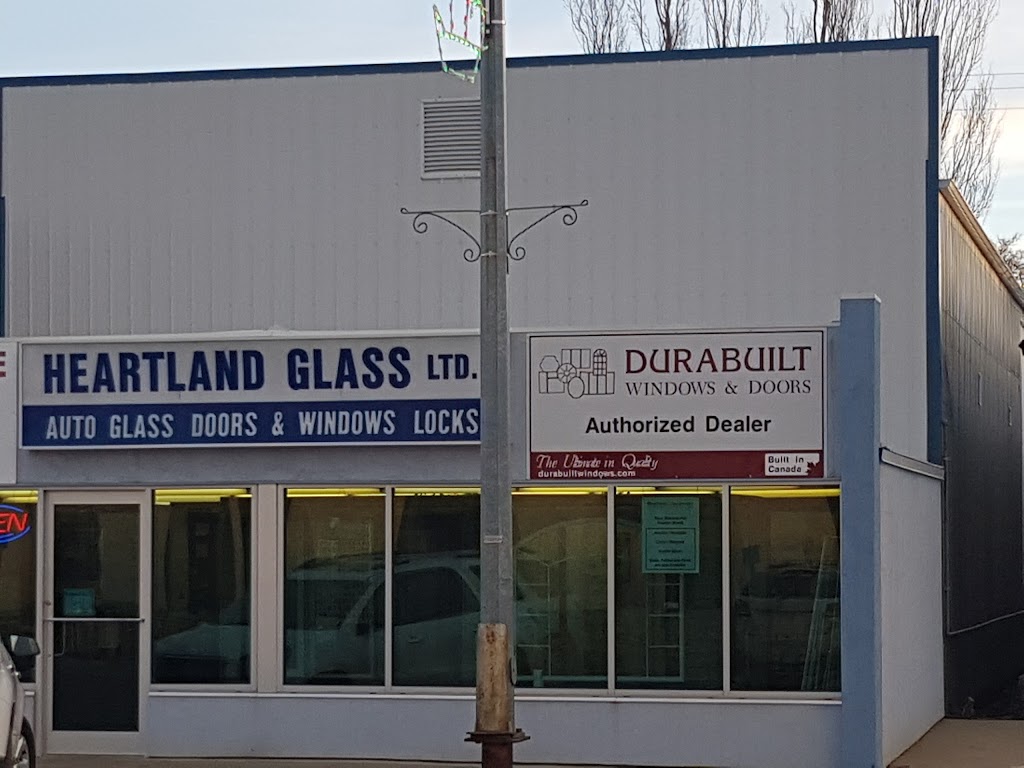 HEARTLAND GLASS LTD.
AUTO GLASS DOORS & WINDOWS LOCKS
DURABUILT
WINDOWS & DOORS
Authorized Dealer
The Ultimate in Quality
durabuiltwindows.com
Built in
Canada
E
EN